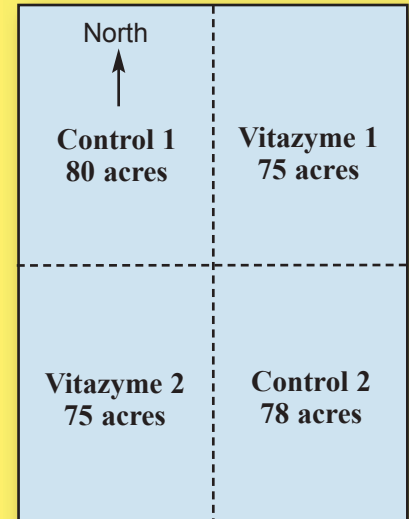 North
Control 1
80 acres
Vitazyme 1
75 acres
Vitazyme 2
75 acres
Control 2
78 acres